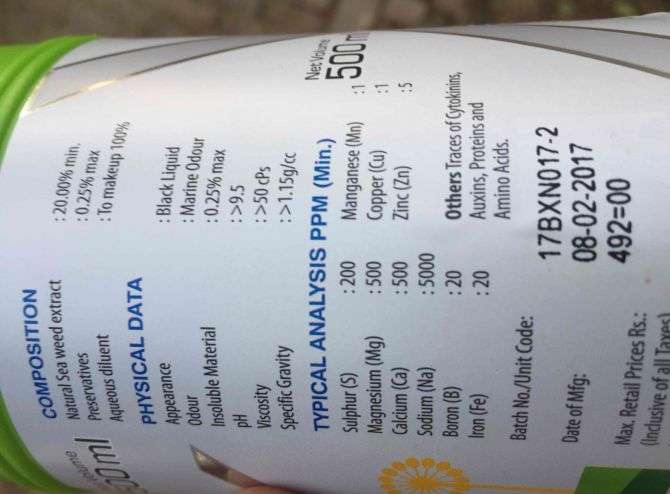 COMPOSITION
Natural Sea weed extract : 20.00% min.
Preservatives : 0.25% max
Aqueous diluent : To makeup 100%
PHYSICAL DATA
Appearance : Black Liquid
Odour : Marine Odour
Insoluble Material : 0.25% max
pH : >9.5
Viscosity : >50 cPs
Specific Gravity : >1.15g/cc
Net Volume
500 m
TYPICAL ANALYSIS PPM (Min.)
Sulphur (S) : 200 Manganese (Mn) : 1
Magnesium (Mg) : 500 Copper (Cu) : 1
Calcium (Ca) : 500 Zinc (Zn) : 5
Sodium (Na) : 5000
Boron (B) : 20 Others Traces of Cytokinins,
Iron (Fe) : 20 Auxins, Proteins and
Amino Acids.
Batch No./Unit Code: 17BXN017-2
Date of Mfg: 08-02-2017
Max. Retail Prices Rs.: 492=00
(Inclusive of all Taxes)